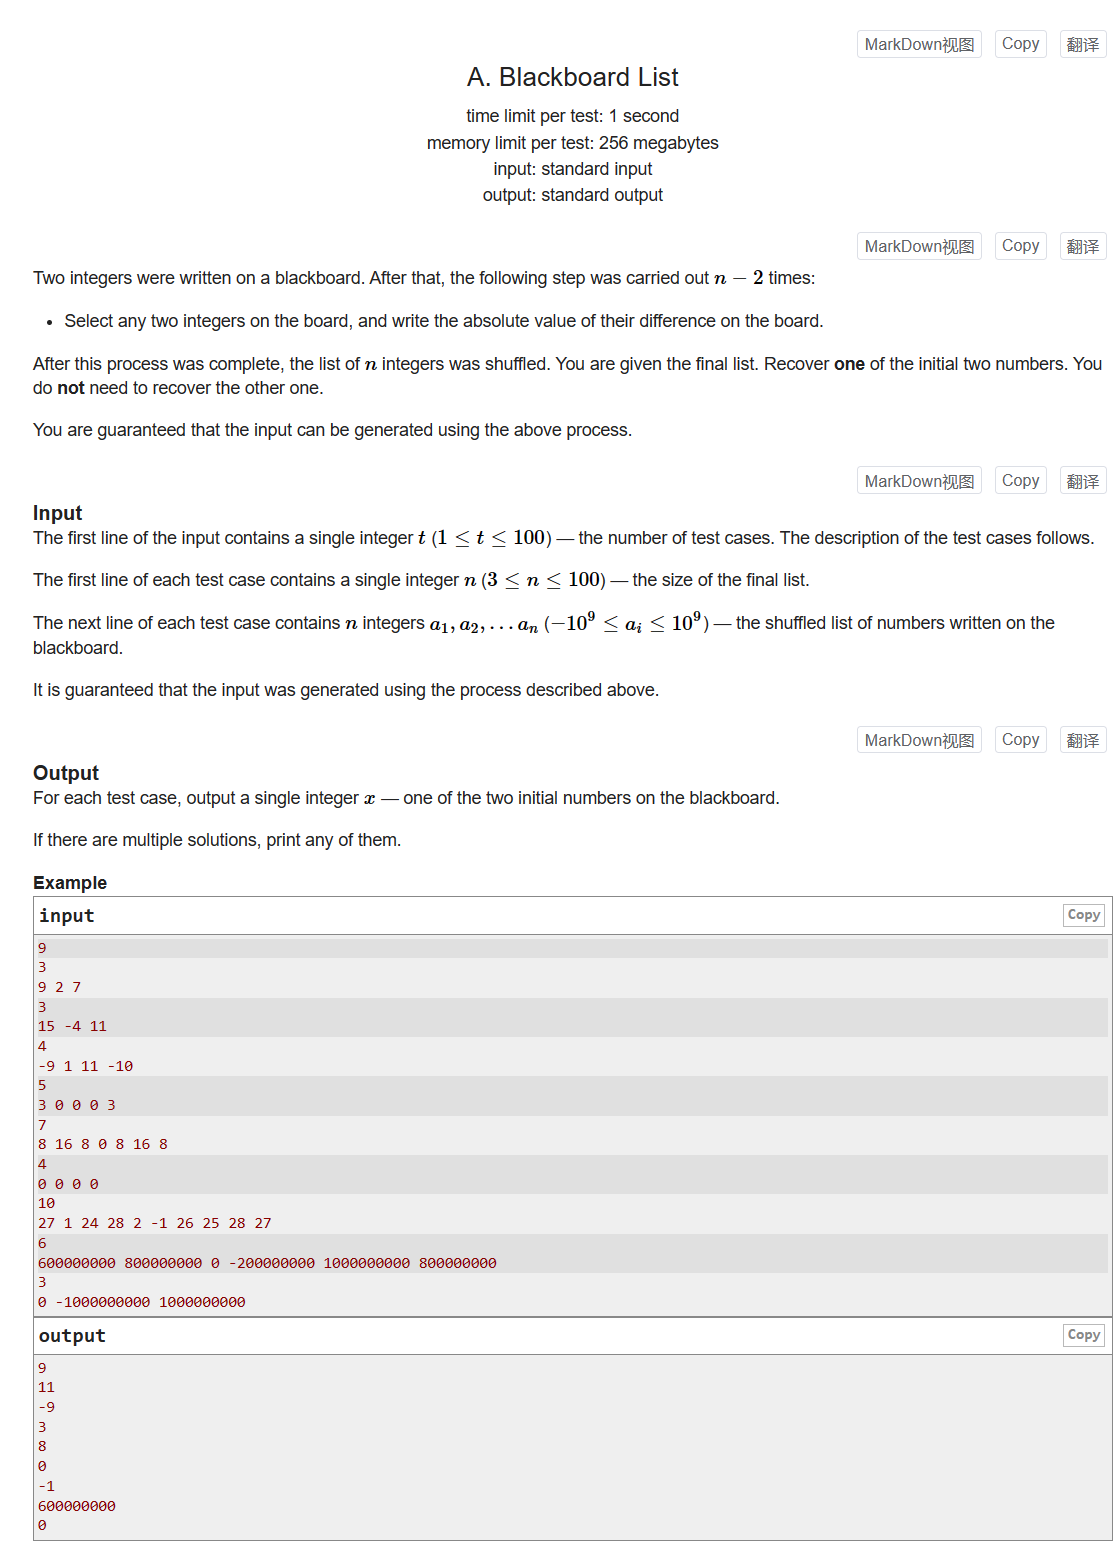 MarkDown视图 Copy 翻译
A. Blackboard List
time limit per test: 1 second
memory limit per test: 256 megabytes
input: standard input
output: standard output
MarkDown视图 Copy 翻译
Two integers were written on a blackboard. After that, the following step was carried out n − 2 times:
• Select any two integers on the board, and write the absolute value of their difference on the board.
After this process was complete, the list of n integers was shuffled. You are given the final list. Recover one of the initial two numbers. You
do not need to recover the other one.
You are guaranteed that the input can be generated using the above process.
MarkDown视图 Copy 翻译
Input
The first line of the input contains a single integer t (1 ≤ t ≤ 100) — the number of test cases. The description of the test cases follows.
The first line of each test case contains a single integer n (3 ≤ n ≤ 100) — the size of the final list.
The next line of each test case contains n integers a₁, a₂, … aₙ (−10⁹ ≤ aᵢ ≤ 10⁹) — the shuffled list of numbers written on the
blackboard.
It is guaranteed that the input was generated using the process described above.
MarkDown视图 Copy 翻译
Output
For each test case, output a single integer x — one of the two initial numbers on the blackboard.
If there are multiple solutions, print any of them.
Example
input Copy
9
3
9 2 7
3
15 -4 11
4
-9 1 11 -10
5
3 0 0 0 3
7
8 16 8 0 8 16 8
4
0 0 0 0
10
27 1 24 28 2 -1 26 25 28 27
6
600000000 800000000 0 -200000000 1000000000 800000000
3
0 -1000000000 1000000000
output Copy
9
11
-9
3
8
0
-1
600000000
0